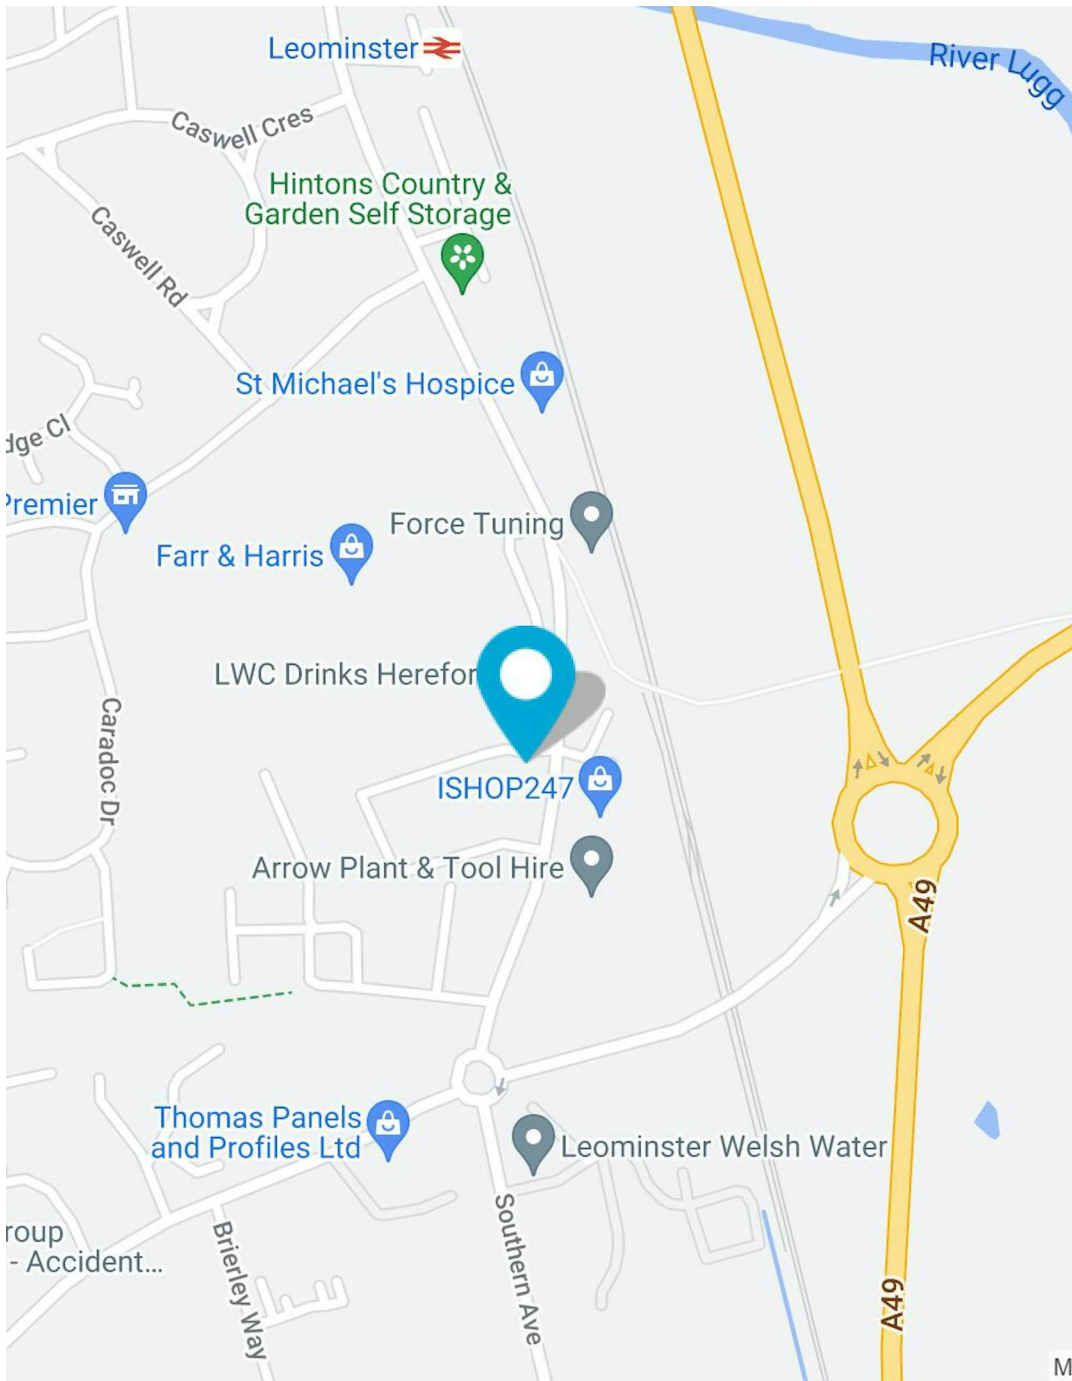 Leominster
River Lugg
Caswell Cres
Hintons Country &
Garden Self Storage
Caswell Rd
St Michael's Hospice
dge Cl
Premier
Force Tuning
Farr & Harris
LWC Drinks Herefor
Caradoc Dr
ISHOP247
Arrow Plant & Tool Hire
A49
Thomas Panels
and Profiles Ltd
Leominster Welsh Water
Southern Ave
roup
- Accident...
Brierley Way
A49
M